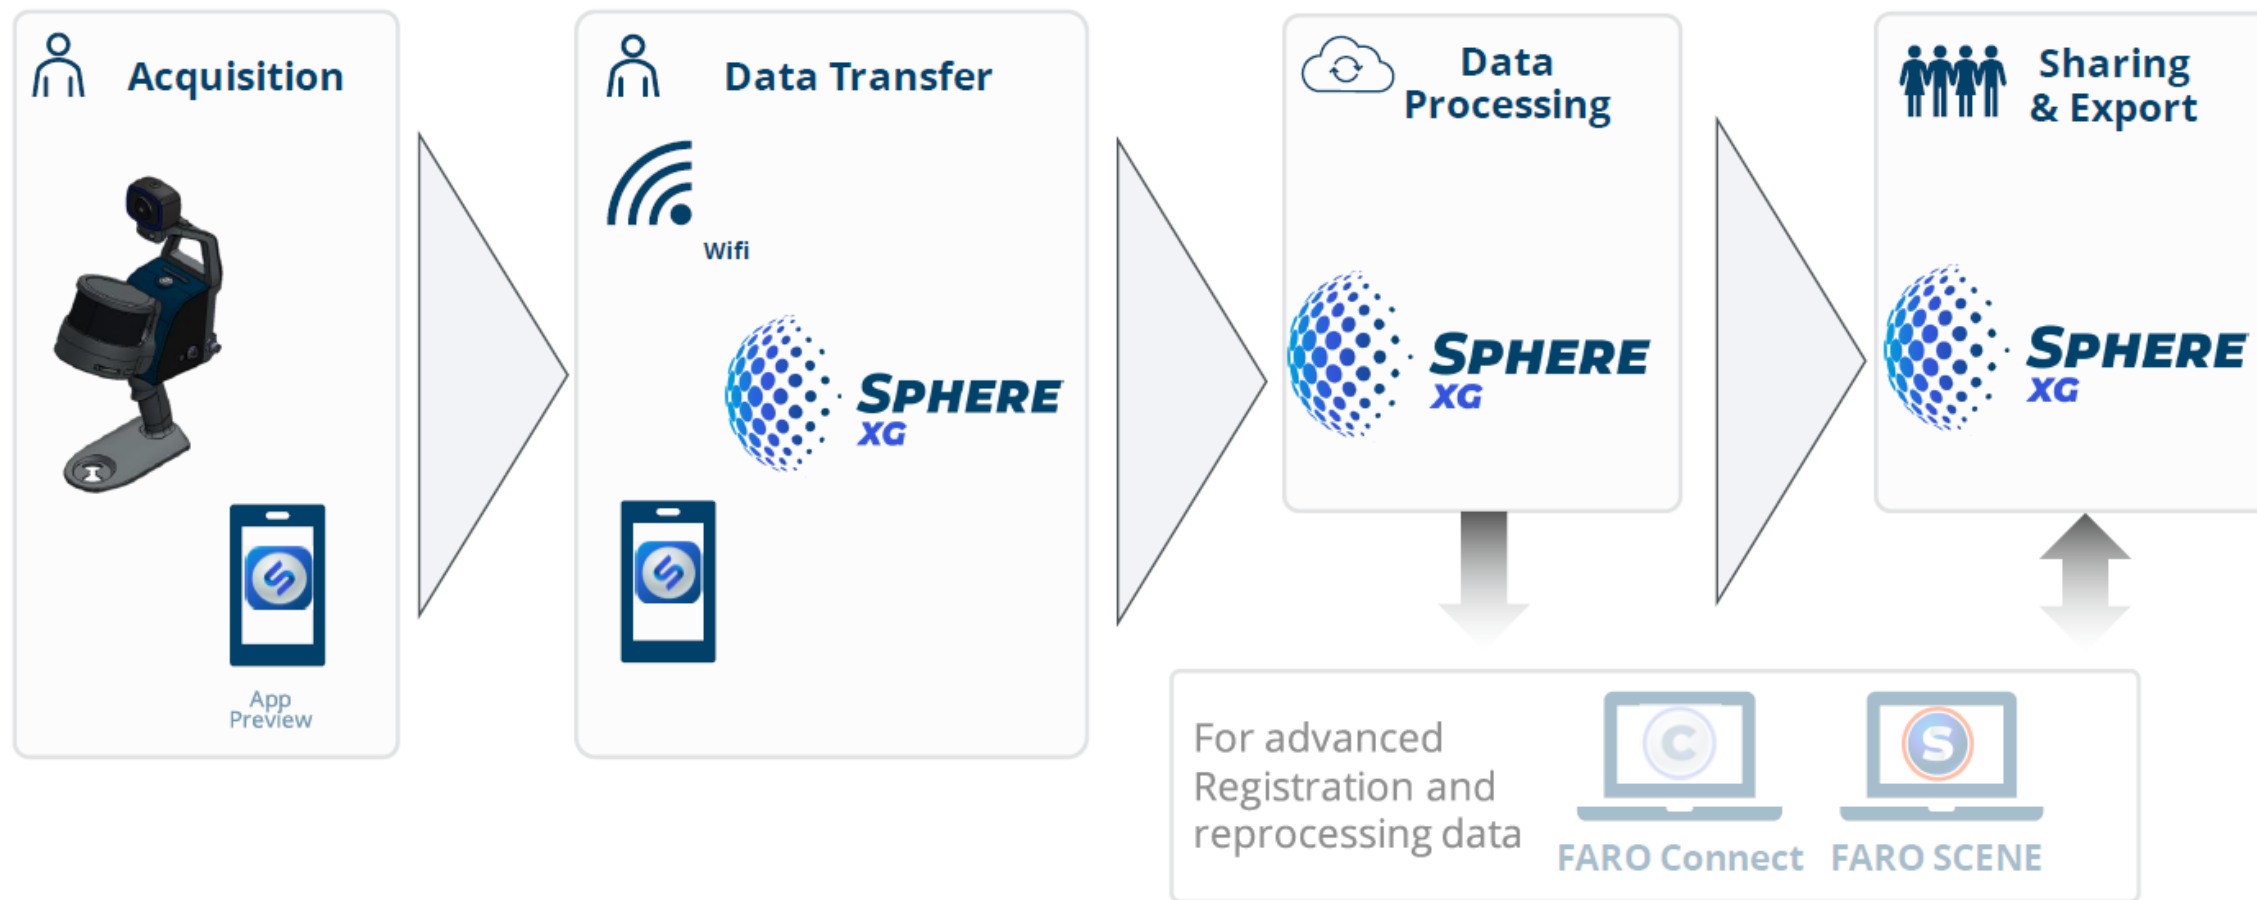 Acquisition
App
Preview
Data Transfer
Wifi
SPHERE
XG
Data
Processing
SPHERE
XG
Sharing
& Export
SPHERE
XG
For advanced
Registration and
reprocessing data
C
FARO Connect
S
FARO SCENE